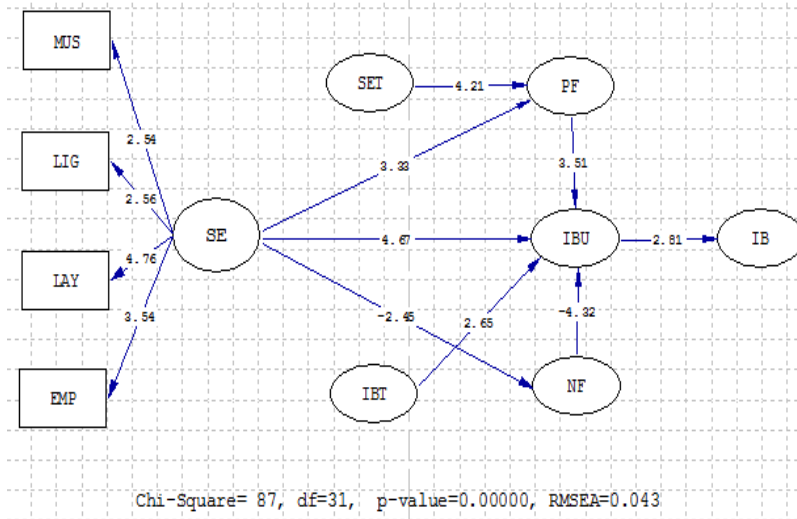 MUS
SET
4.21
PF
2.54
LIG
3.33
3.51
2.56
SE
4.67
IBU
2.81
IB
LAY
4.76
3.54
-2.45
2.65
-4.32
EMP
IBT
NF
Chi-Square= 87, df=31, p-value=0.00000, RMSEA=0.043